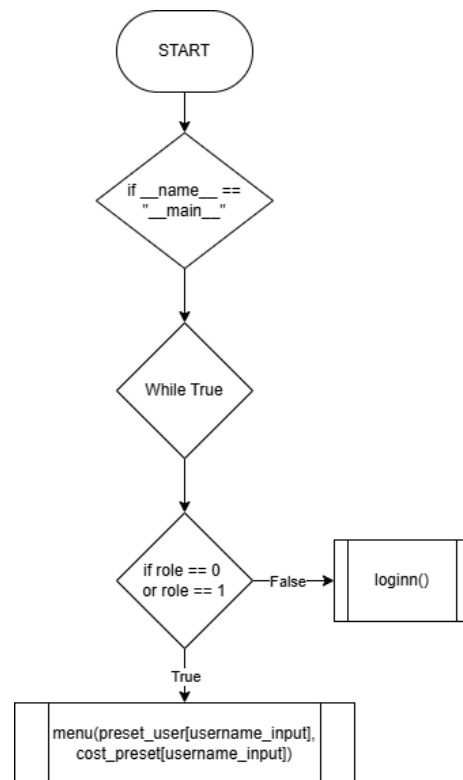 START
if __name__ ==
"__main__"
While True
if role == 0
or role == 1
False
loginn()
True
menu(preset_user[username_input],
cost_preset[username_input])